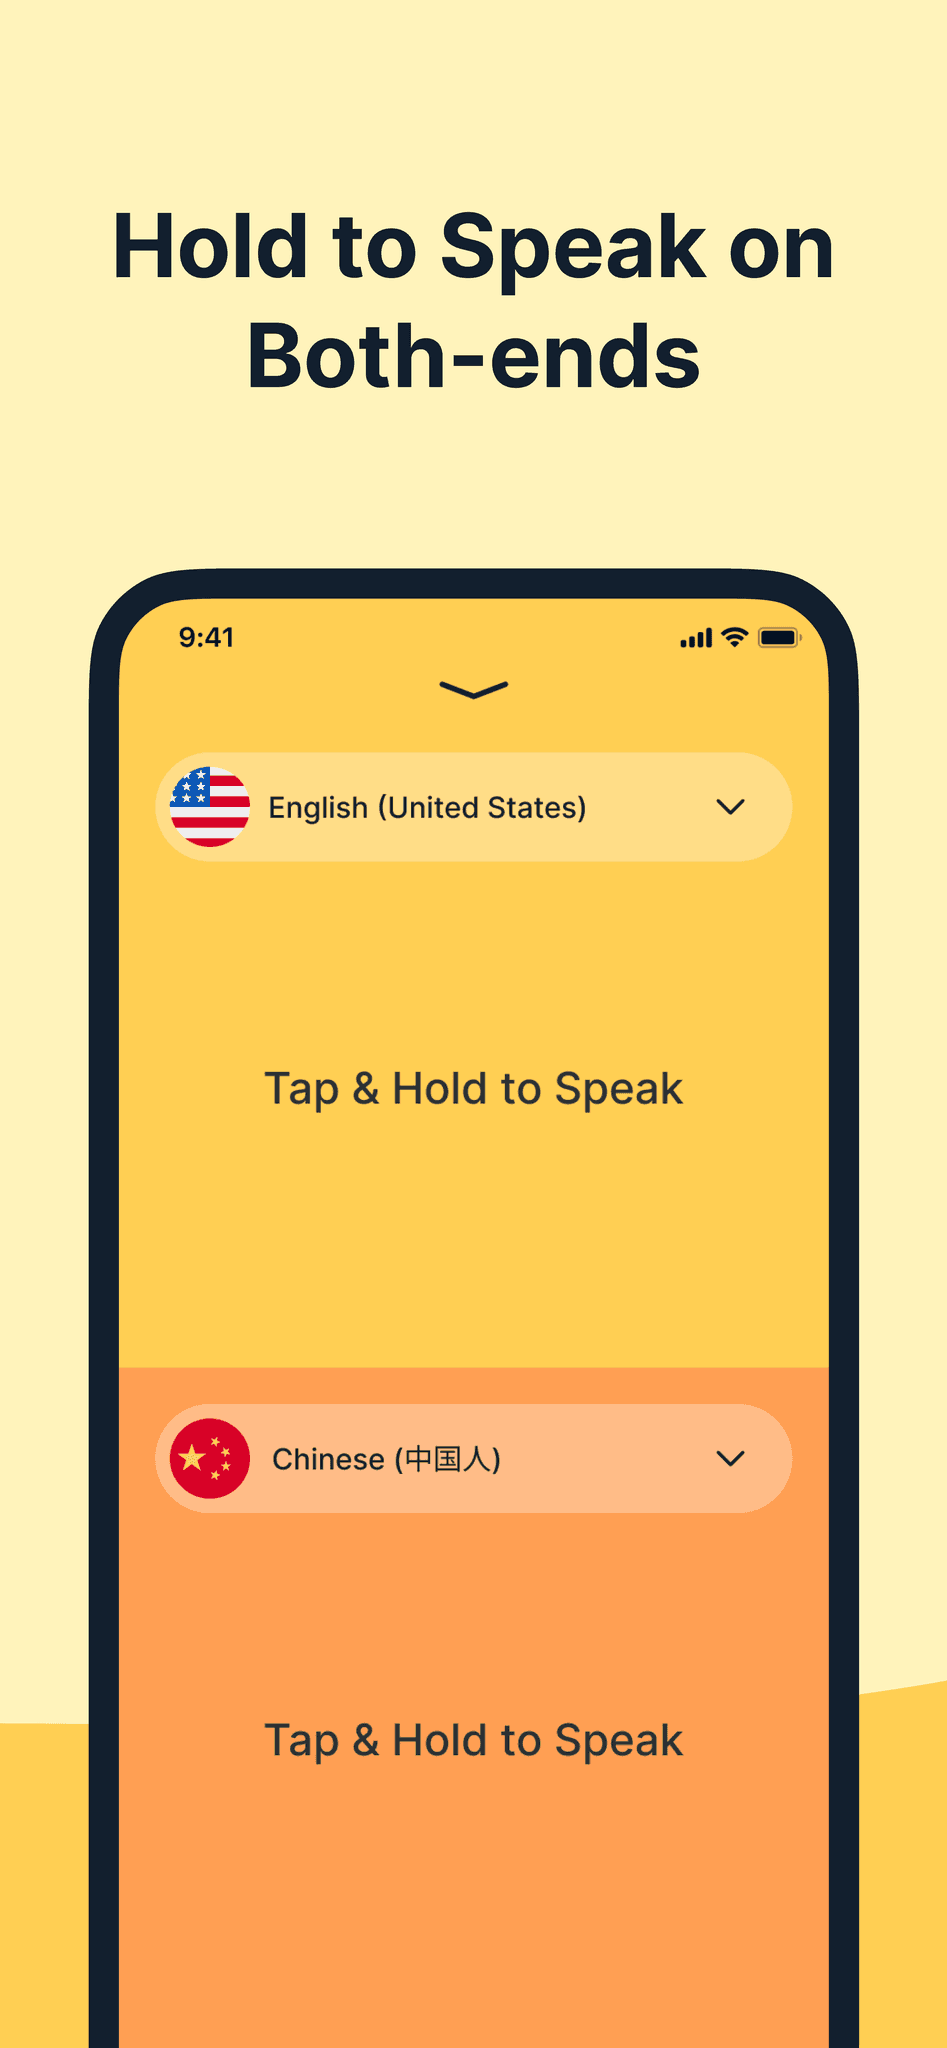 Hold to Speak on
Both-ends
9:41
English (United States)
Tap & Hold to Speak
Chinese (中国人)
Tap & Hold to Speak